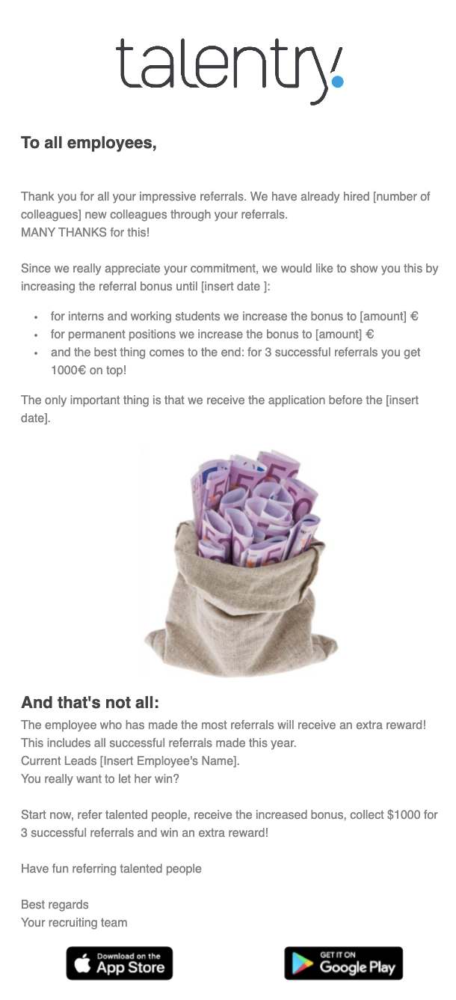 talentry.
To all employees,
Thank you for all your impressive referrals. We have already hired [number of
colleagues] new colleagues through your referrals.
MANY THANKS for this!
Since we really appreciate your commitment, we would like to show you this by
increasing the referral bonus until [insert date ]:
• for interns and working students we increase the bonus to [amount] €
• for permanent positions we increase the bonus to [amount] €
• and the best thing comes to the end: for 3 successful referrals you get
1000€ on top!
The only important thing is that we receive the application before the [insert
date].
And that's not all:
The employee who has made the most referrals will receive an extra reward!
This includes all successful referrals made this year.
Current Leads [Insert Employee's Name].
You really want to let her win?
Start now, refer talented people, receive the increased bonus, collect $1000 for
3 successful referrals and win an extra reward!
Have fun referring talented people
Best regards
Your recruiting team
Download on the
App Store
GET IT ON
Google Play